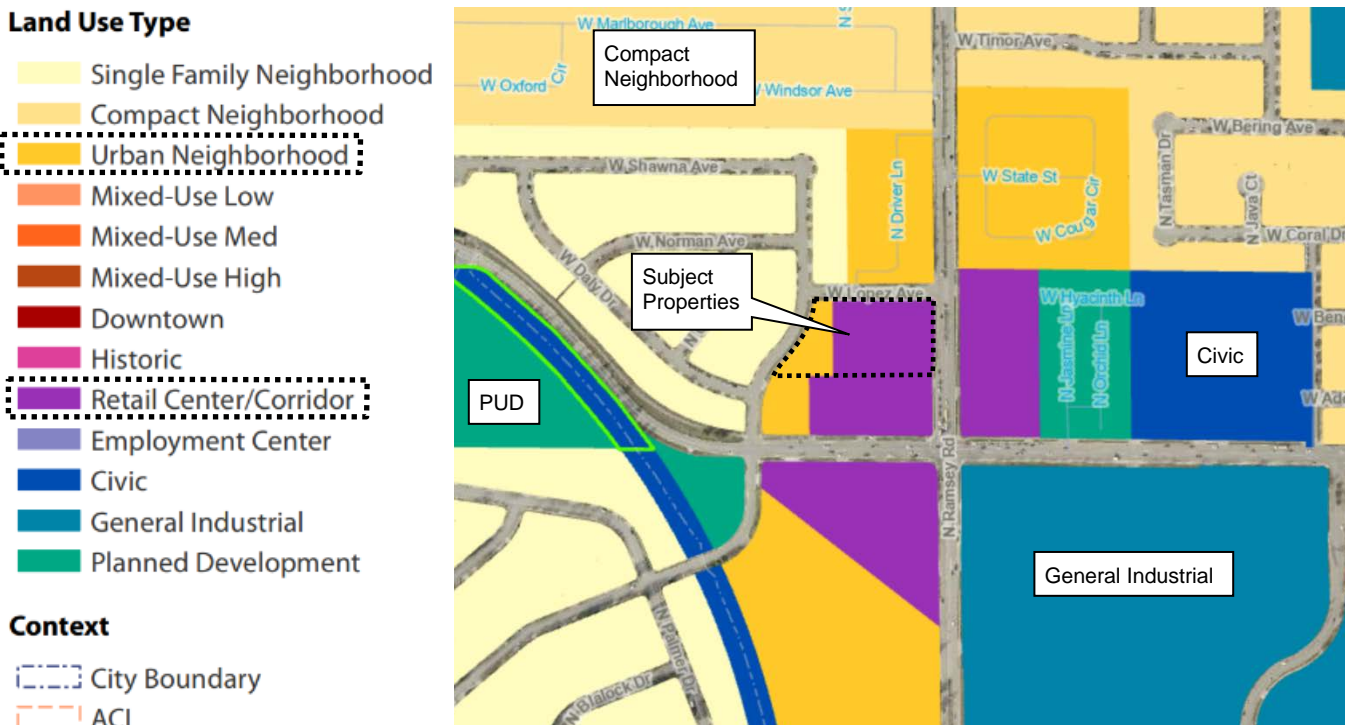 Land Use Type
Single Family Neighborhood
Compact Neighborhood
Urban Neighborhood
Mixed-Use Low
Mixed-Use Med
Mixed-Use High
Downtown
Historic
Retail Center/Corridor
Employment Center
Civic
General Industrial
Planned Development
Context
City Boundary
ACI
W Marlborough Ave
N S
W Timor Ave
Compact
Neighborhood
W Oxford Cir
W Windsor Ave
W Bering Ave
W Shawna Ave
N Driver Ln
W State St
N Tasman Dr
N Java Ct
W Cougar Cir
W Coral Dr
W Norman Ave
W Daly Dr
Subject
Properties
W Lopez Ave
W Hyacinth Ln
N Jasmine Ln
N Orchid Ln
W Ben
Civic
PUD
W Ado
N Ramsey Rd
General Industrial
N Palmer Dr
N Blalock Dr